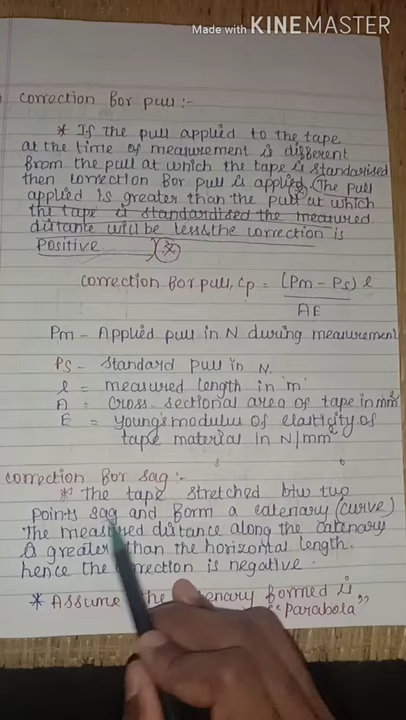 Made with KINEMASTER
correction for pull :-
* If the pull applied to the tape
at the time of measurement is different
from the pull at which the tape is standarised
then correction for pull is applied. (The pull
applied is greater than the pull at which
the tape is standardised the measured
distance will be less. the correction is
positive )
correction for pull, Cp = (Pm - Ps) l
AE
Pm - Applied pull in N during measurement
Ps - Standard pull in N
l = measured length in 'm'
A = cross-sectional area of tape in mm²
E = young's modulus of elasticity of
tape material in N/mm²
correction for sag :-
* The tape stretched btw two
points sag and form a catenary (curve)
The measured distance along the catenary
is greater than the horizontal length.
hence the correction is negative.
* Assume the catenary formed is
"Parabola"